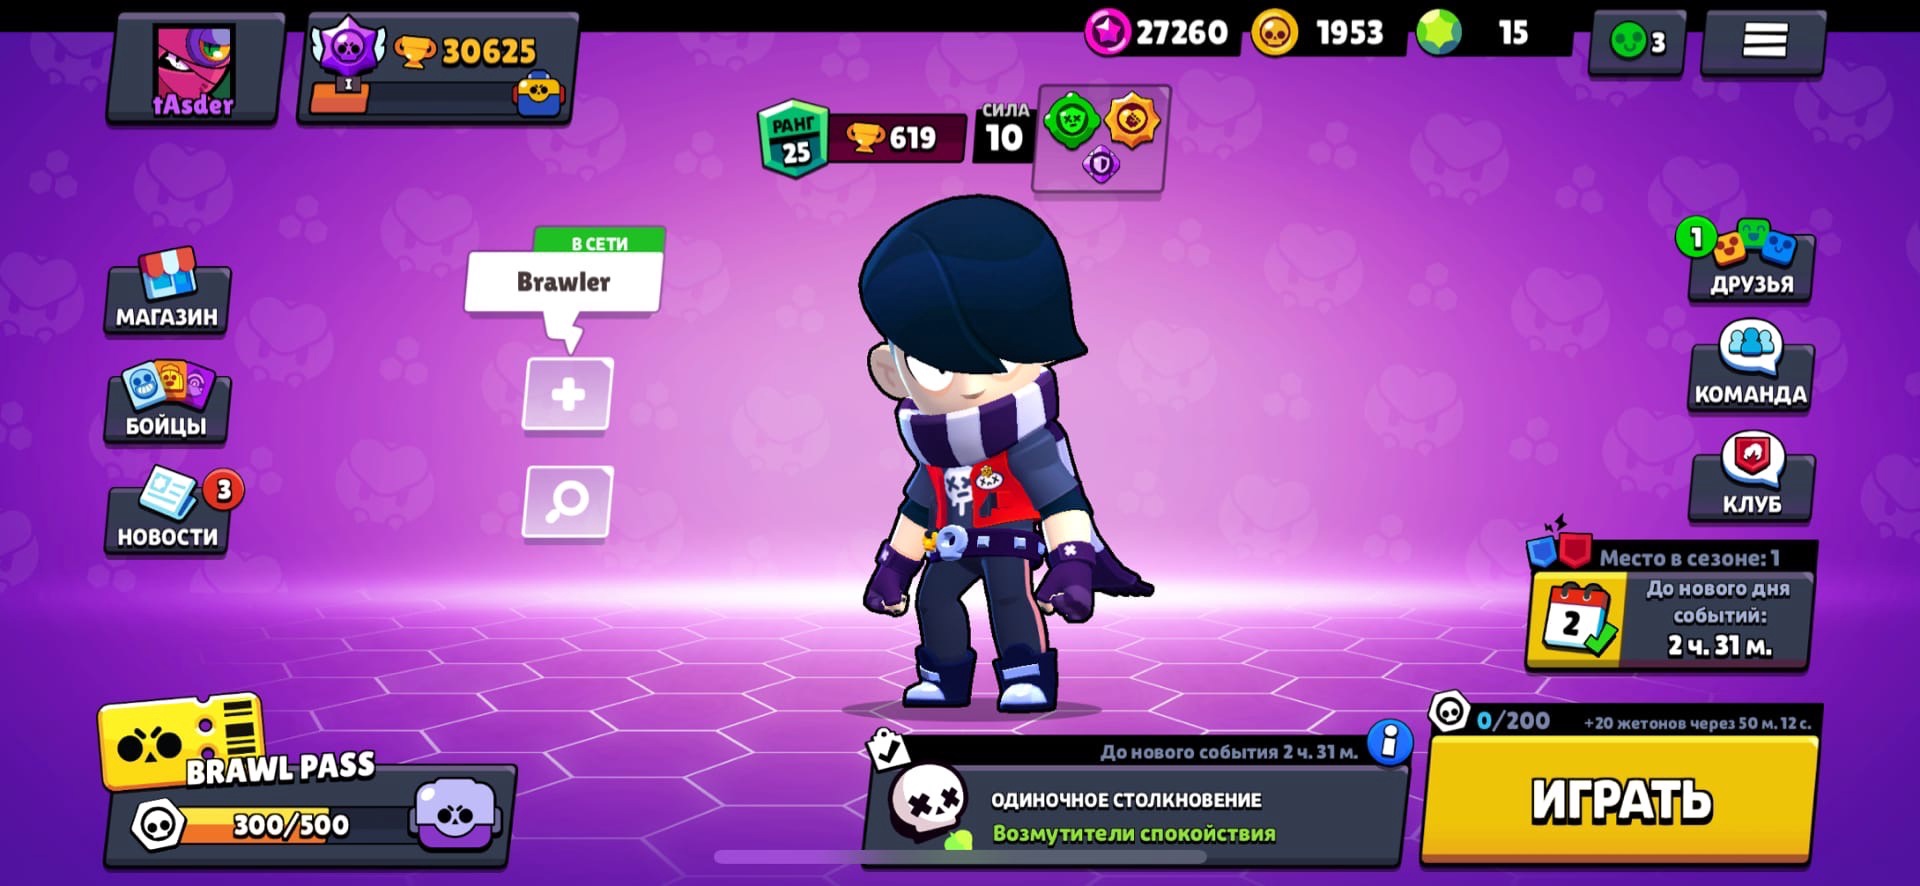 tAsder
30625
I
27260
1953
15
3
РАНГ
25
619
СИЛА
10
В СЕТИ
Brawler
МАГАЗИН
БОЙЦЫ
НОВОСТИ
3
1
ДРУЗЬЯ
КОМАНДА
КЛУБ
Место в сезоне: 1
2
До нового дня
событий:
2 ч. 31 м.
BRAWL PASS
300/500
До нового события 2 ч. 31 м.
i
ОДИНОЧНОЕ СТОЛКНОВЕНИЕ
Возмутители спокойствия
0/200
+20 жетонов через 50 м. 12 с.
ИГРАТЬ